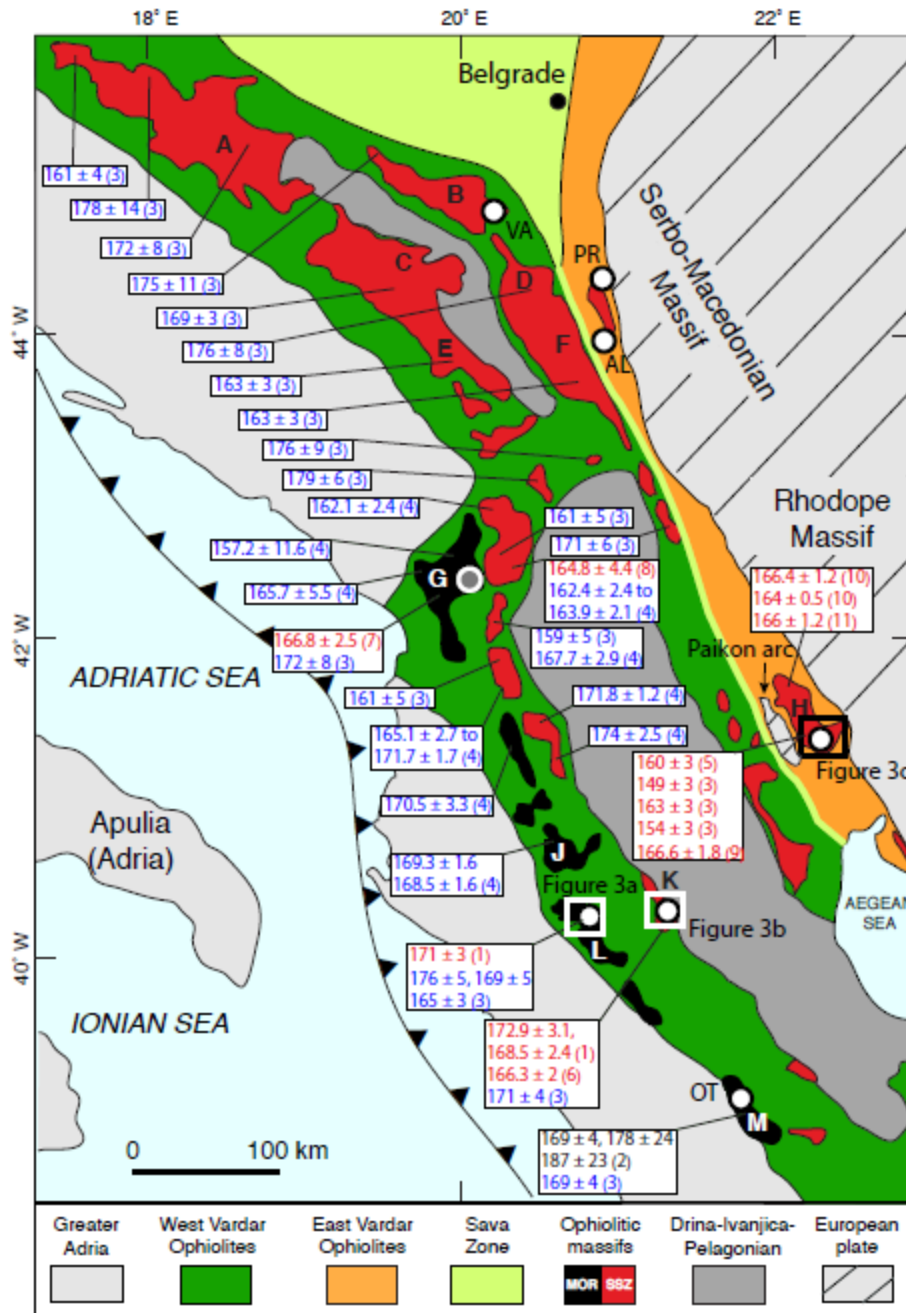 18° E
20° E
22° E
Belgrade
A
161 ± 4 (3)
B
178 ± 14 (3)
VA
Serbo-Macedonian
Massif
172 ± 8 (3)
PR
C
175 ± 11 (3)
D
169 ± 3 (3)
44° W
176 ± 8 (3)
E
F
AL
163 ± 3 (3)
163 ± 3 (3)
176 ± 9 (3)
179 ± 6 (3)
Rhodope
Massif
162.1 ± 2.4 (4)
161 ± 5 (3)
157.2 ± 11.6 (4)
171 ± 6 (3)
164.8 ± 4.4 (8)
162.4 ± 2.4 to
163.9 ± 2.1 (4)
166.4 ± 1.2 (10)
164 ± 0.5 (10)
166 ± 1.2 (11)
G
165.7 ± 5.5 (4)
42° W
166.8 ± 2.5 (7)
172 ± 8 (3)
159 ± 5 (3)
167.7 ± 2.9 (4)
Paikon arc
ADRIATIC SEA
161 ± 5 (3)
171.8 ± 1.2 (4)
H
165.1 ± 2.7 to
171.7 ± 1.7 (4)
174 ± 2.5 (4)
160 ± 3 (5)
149 ± 3 (3)
163 ± 3 (3)
154 ± 3 (3)
166.6 ± 1.8 (9)
Figure 3c
170.5 ± 3.3 (4)
Apulia
(Adria)
J
169.3 ± 1.6
168.5 ± 1.6 (4)
Figure 3a
K
AEGEAN
SEA
Figure 3b
40° W
L
171 ± 3 (1)
176 ± 5, 169 ± 5
165 ± 3 (3)
IONIAN SEA
172.9 ± 3.1,
168.5 ± 2.4 (1)
166.3 ± 2 (6)
171 ± 4 (3)
OT
M
0 100 km
169 ± 4, 178 ± 24
187 ± 23 (2)
169 ± 4 (3)
Greater
Adria
West Vardar
Ophiolites
East Vardar
Ophiolites
Sava
Zone
Ophiolitic
massifs
MOR SSZ
Drina-Ivanjica-
Pelagonian
European
plate